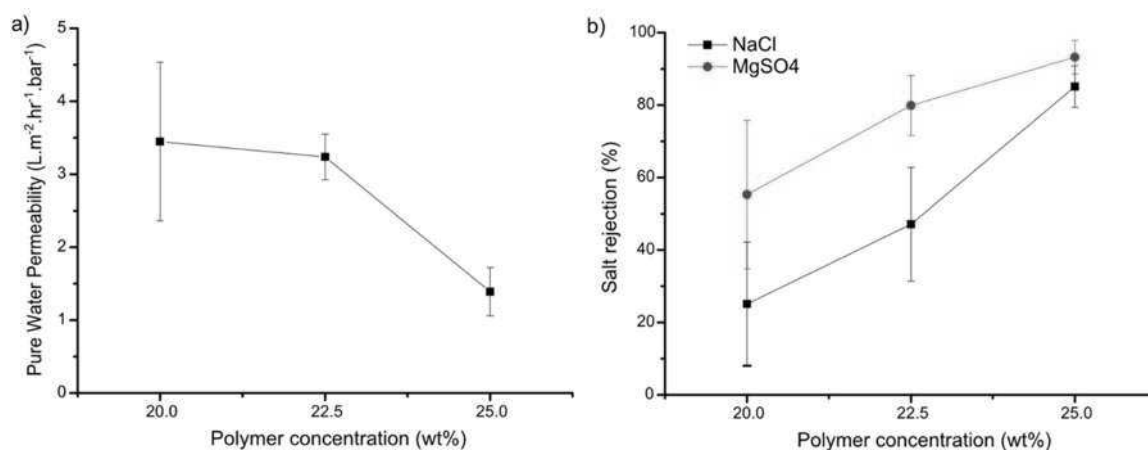 a)
5
4
3
2
1
0
20.0 22.5 25.0
Polymer concentration (wt%)
Pure Water Permeability (L.m⁻².hr⁻¹.bar⁻¹)
b)
NaCl
MgSO4
100
80
60
40
20
0
20.0 22.5 25.0
Polymer concentration (wt%)
Salt rejection (%)